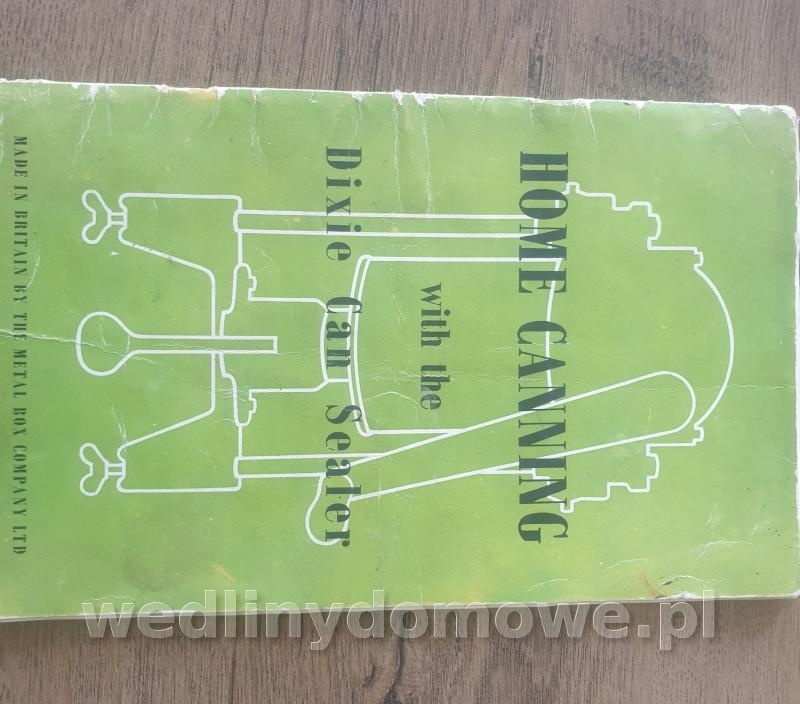 HOME CANNING
with the
Dixie Can Sealer
MADE IN BRITAIN BY THE METAL BOX COMPANY LTD
wedlinydomowe.pl